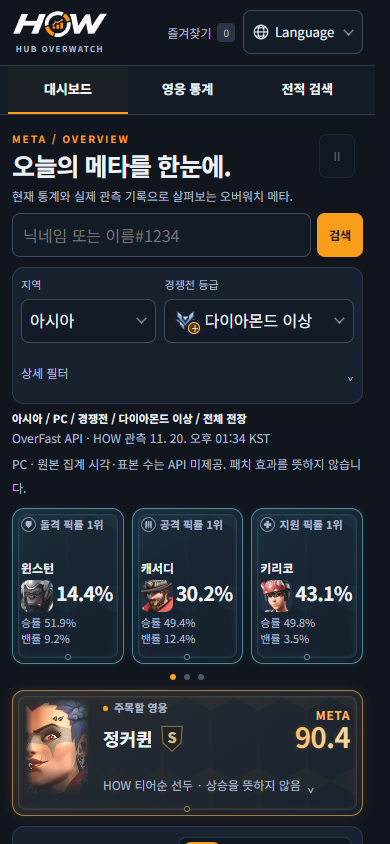 HOW
HUB OVERWATCH
즐겨찾기 0
Language
대시보드 영웅 통계 전적 검색
META / OVERVIEW
오늘의 메타를 한눈에.
현재 통계와 실제 관측 기록으로 살펴보는 오버워치 메타.
닉네임 또는 이름#1234 검색
지역 경쟁전 등급
아시아 다이아몬드 이상
상세 필터
아시아 / PC / 경쟁전 / 다이아몬드 이상 / 전체 전장
OverFast API · HOW 관측 11. 20. 오후 01:34 KST
PC · 원본 집계 시각·표본 수는 API 미제공. 패치 효과를 뜻하지 않습니
다.
돌격 픽률 1위
윈스턴
14.4%
승률 51.9%
밴률 9.2%
공격 픽률 1위
캐서디
30.2%
승률 49.4%
밴률 12.4%
지원 픽률 1위
키리코
43.1%
승률 49.8%
밴률 3.5%
주목할 영웅
정커퀸 S
META
90.4
HOW 티어순 선두 · 상승을 뜻하지 않음